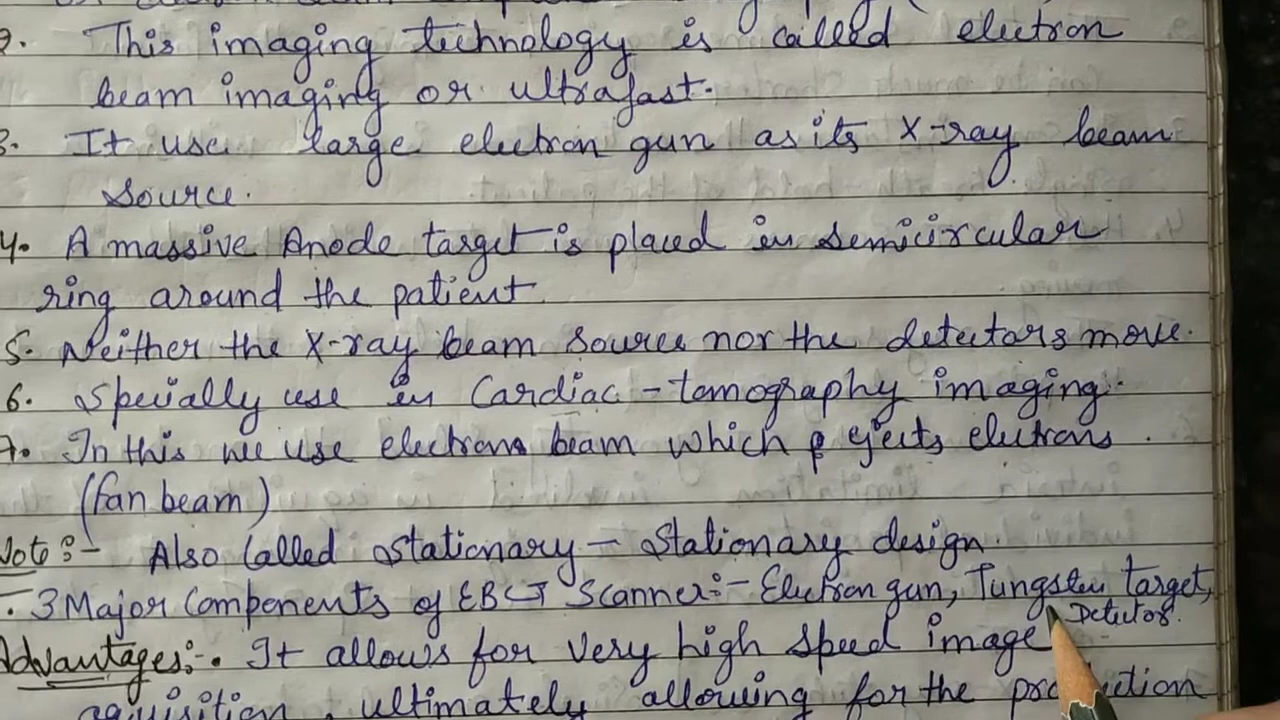 2. This imaging technology is called electron
beam imaging or ultrafast.
3. It use large electron gun as its X-ray beam
source.
4. A massive Anode target is placed in semicircular
ring around the patient
5. Neither the X-ray beam source nor the detectors move.
6. Specially use in Cardiac - tomography imaging.
7. In this we use electrons beam which ejects electrons.
(fan beam)
Note :- Also Called Stationary - Stationary design.
. 3 Major Components of EBCT Scanner :- Electron gun, Tungsten target,
Detector.
Advantages :- . It allows for very high speed image
aquisition, ultimately allowing for the